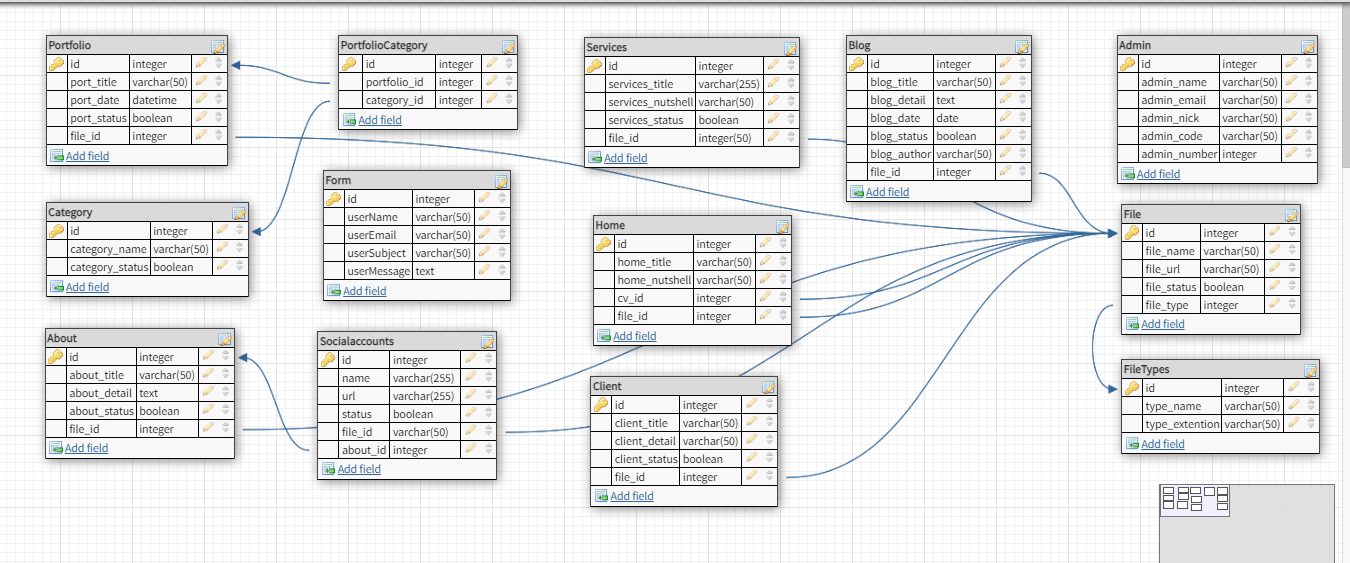 Portfolio
id integer
port_title varchar(50)
port_date datetime
port_status boolean
file_id integer
Add field
PortfolioCategory
id integer
portfolio_id integer
category_id integer
Add field
Services
id integer
services_title varchar(255)
services_nutshell varchar(50)
services_status boolean
file_id integer(50)
Add field
Blog
id integer
blog_title varchar(50)
blog_detail text
blog_date date
blog_status boolean
blog_author varchar(50)
file_id integer
Add field
Admin
id integer
admin_name varchar(50)
admin_email varchar(50)
admin_nick varchar(50)
admin_code varchar(50)
admin_number integer
Add field
Category
id integer
category_name varchar(50)
category_status boolean
Add field
Form
id integer
userName varchar(50)
userEmail varchar(50)
userSubject varchar(50)
userMessage text
Add field
Home
id integer
home_title varchar(50)
home_nutshell varchar(50)
cv_id integer
file_id integer
Add field
File
id integer
file_name varchar(50)
file_url varchar(50)
file_status boolean
file_type integer
Add field
About
id integer
about_title varchar(50)
about_detail text
about_status boolean
file_id integer
Add field
Socialaccounts
id integer
name varchar(255)
url varchar(255)
status boolean
file_id varchar(50)
about_id integer
Add field
Client
id integer
client_title varchar(50)
client_detail varchar(50)
client_status boolean
file_id integer
Add field
FileTypes
id integer
type_name varchar(50)
type_extention varchar(50)
Add field